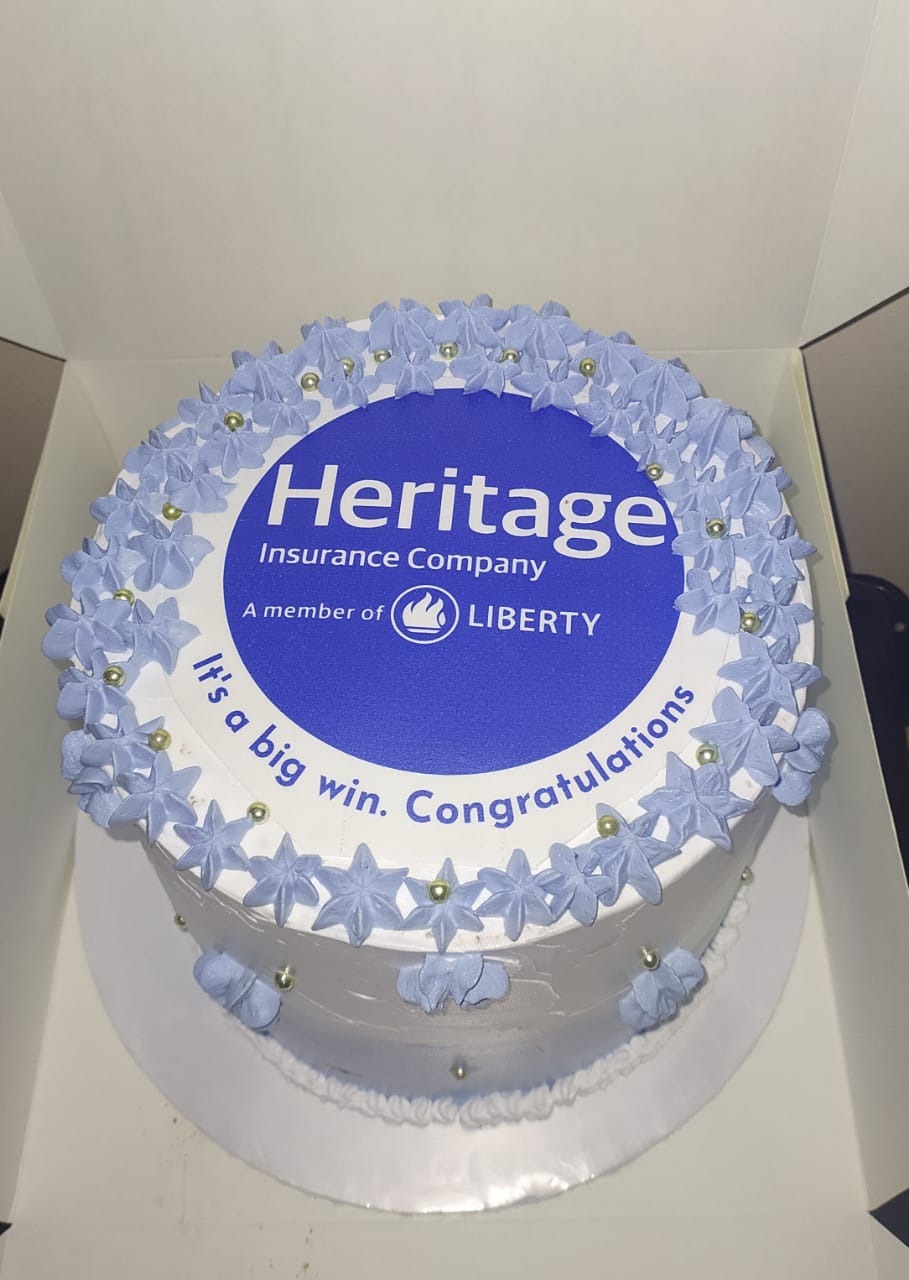 Heritage
Insurance Company
A member of LIBERTY
It's a big win. Congratulations